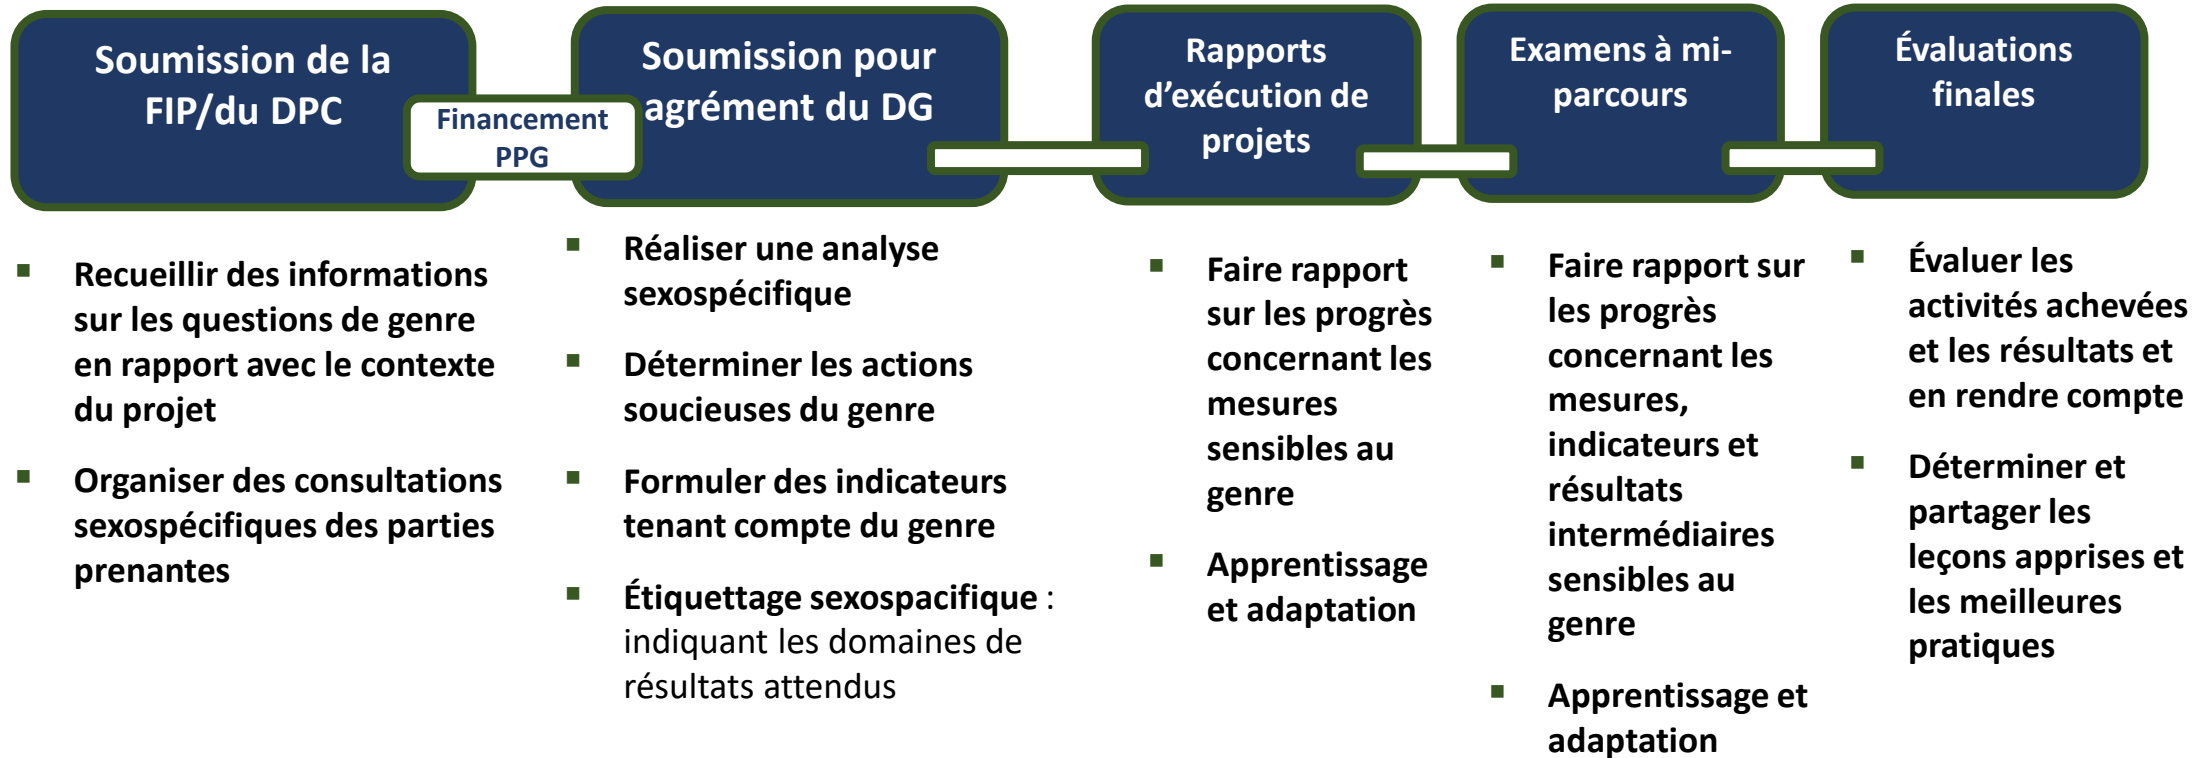 Soumission de la
FIP/du DPC
Financement
PPG
Soumission pour
agrément du DG
Rapports
d’exécution de
projets
Examens à mi-
parcours
Évaluations
finales
▪ Recueillir des informations
sur les questions de genre
en rapport avec le contexte
du projet
▪ Organiser des consultations
sexospécifiques des parties
prenantes
▪ Réaliser une analyse
sexospécifique
▪ Déterminer les actions
soucieuses du genre
▪ Formuler des indicateurs
tenant compte du genre
▪ Étiquettage sexospacifique :
indiquant les domaines de
résultats attendus
▪ Faire rapport
sur les progrès
concernant les
mesures
sensibles au
genre
▪ Apprentissage
et adaptation
▪ Faire rapport sur
les progrès
concernant les
mesures,
indicateurs et
résultats
intermédiaires
sensibles au
genre
▪ Apprentissage et
adaptation
▪ Évaluer les
activités achevées
et les résultats et
en rendre compte
▪ Déterminer et
partager les
leçons apprises et
les meilleures
pratiques